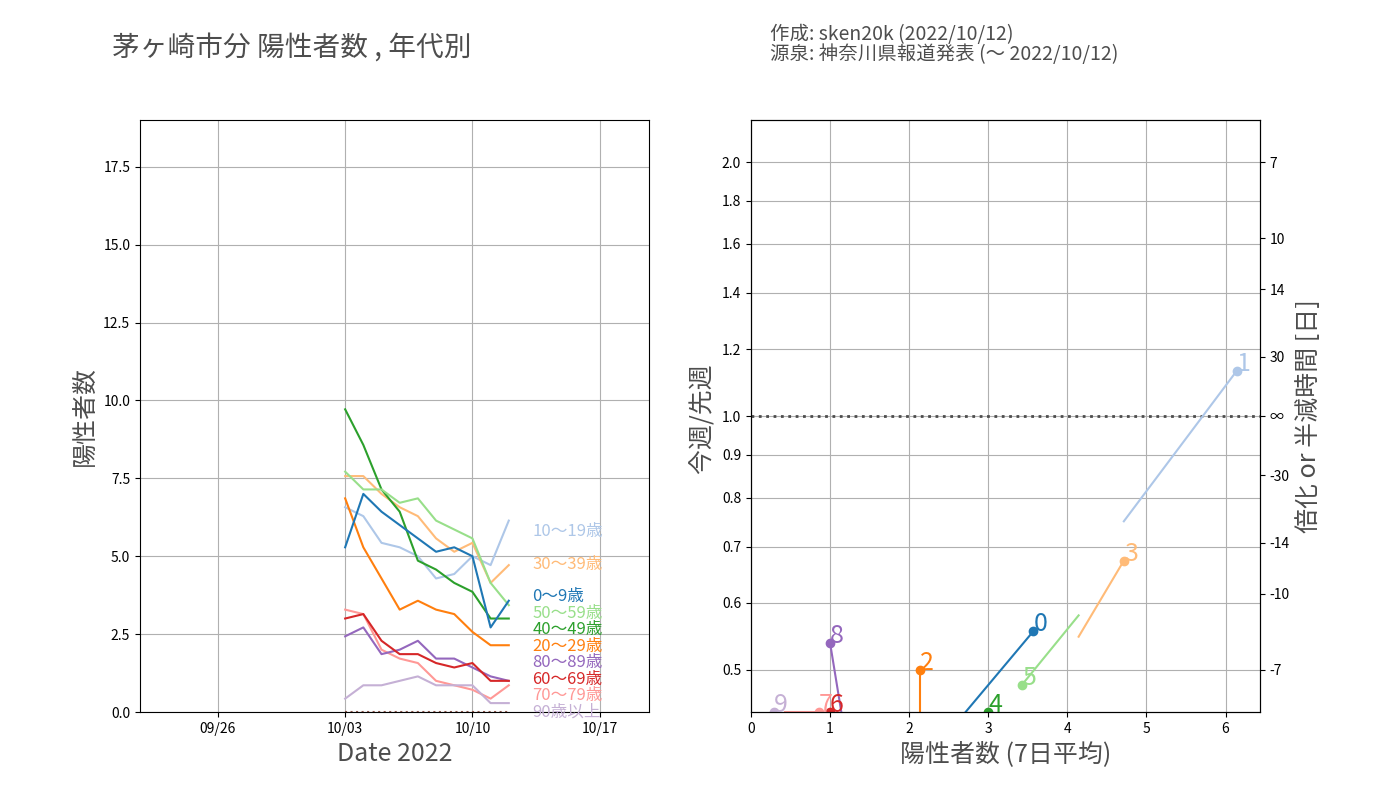 茅ヶ崎市分 陽性者数 , 年代別
作成: sken20k (2022/10/12)
源泉: 神奈川県報道発表 (〜 2022/10/12)
陽性者数
17.5
15.0
12.5
10.0
7.5
5.0
2.5
0.0
10〜19歳
30〜39歳
0〜9歳
50〜59歳
40〜49歳
20〜29歳
80〜89歳
60〜69歳
70〜79歳
90歳以上
09/26
10/03
10/10
10/17
Date 2022
今週/先週
2.0
1.8
1.6
1.4
1.2
1.0
0.9
0.8
0.7
0.6
0.5
1
3
0
8
2
5
9
7
6
4
0
1
2
3
4
5
6
陽性者数 (7日平均)
7
10
14
30
∞
-30
-14
-10
-7
倍化 or 半減時間 [日]